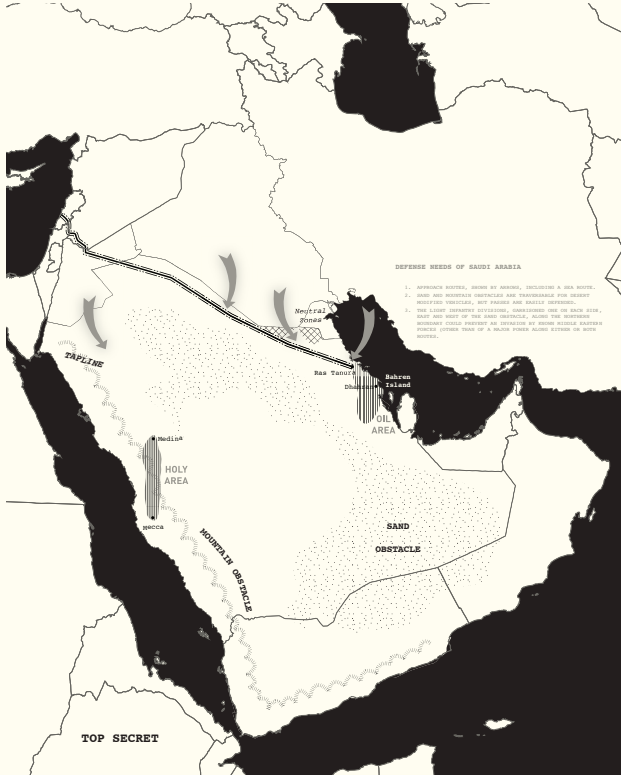 DEFENSE NEEDS OF SAUDI ARABIA
1. APPROACH ROUTES, SHOWN BY ARROWS, INCLUDING A SEA ROUTE.
2. SAND AND MOUNTAIN OBSTACLES ARE TRAVERSABLE FOR DESERT
MODIFIED VEHICLES, BUT PASSES ARE EASILY DEFENDED.
3. THE LIGHT INFANTRY DIVISIONS, GARRISONED ONE ON EACH SIDE,
EAST AND WEST OF THE SAND OBSTACLE, ALONG THE NORTHERN
BOUNDARY COULD PREVENT AN INVASION BY KNOWN MIDDLE EASTERN
FORCES (OTHER THAN OF A MAJOR POWER ALONG EITHER OR BOTH
ROUTES.
Neutral
Zones
TAPLINE
Ras Tanura
Bahren
Island
Dhahran
OIL
AREA
Medina
HOLY
AREA
Mecca
SAND
OBSTACLE
MOUNTAIN OBSTACLE
TOP SECRET